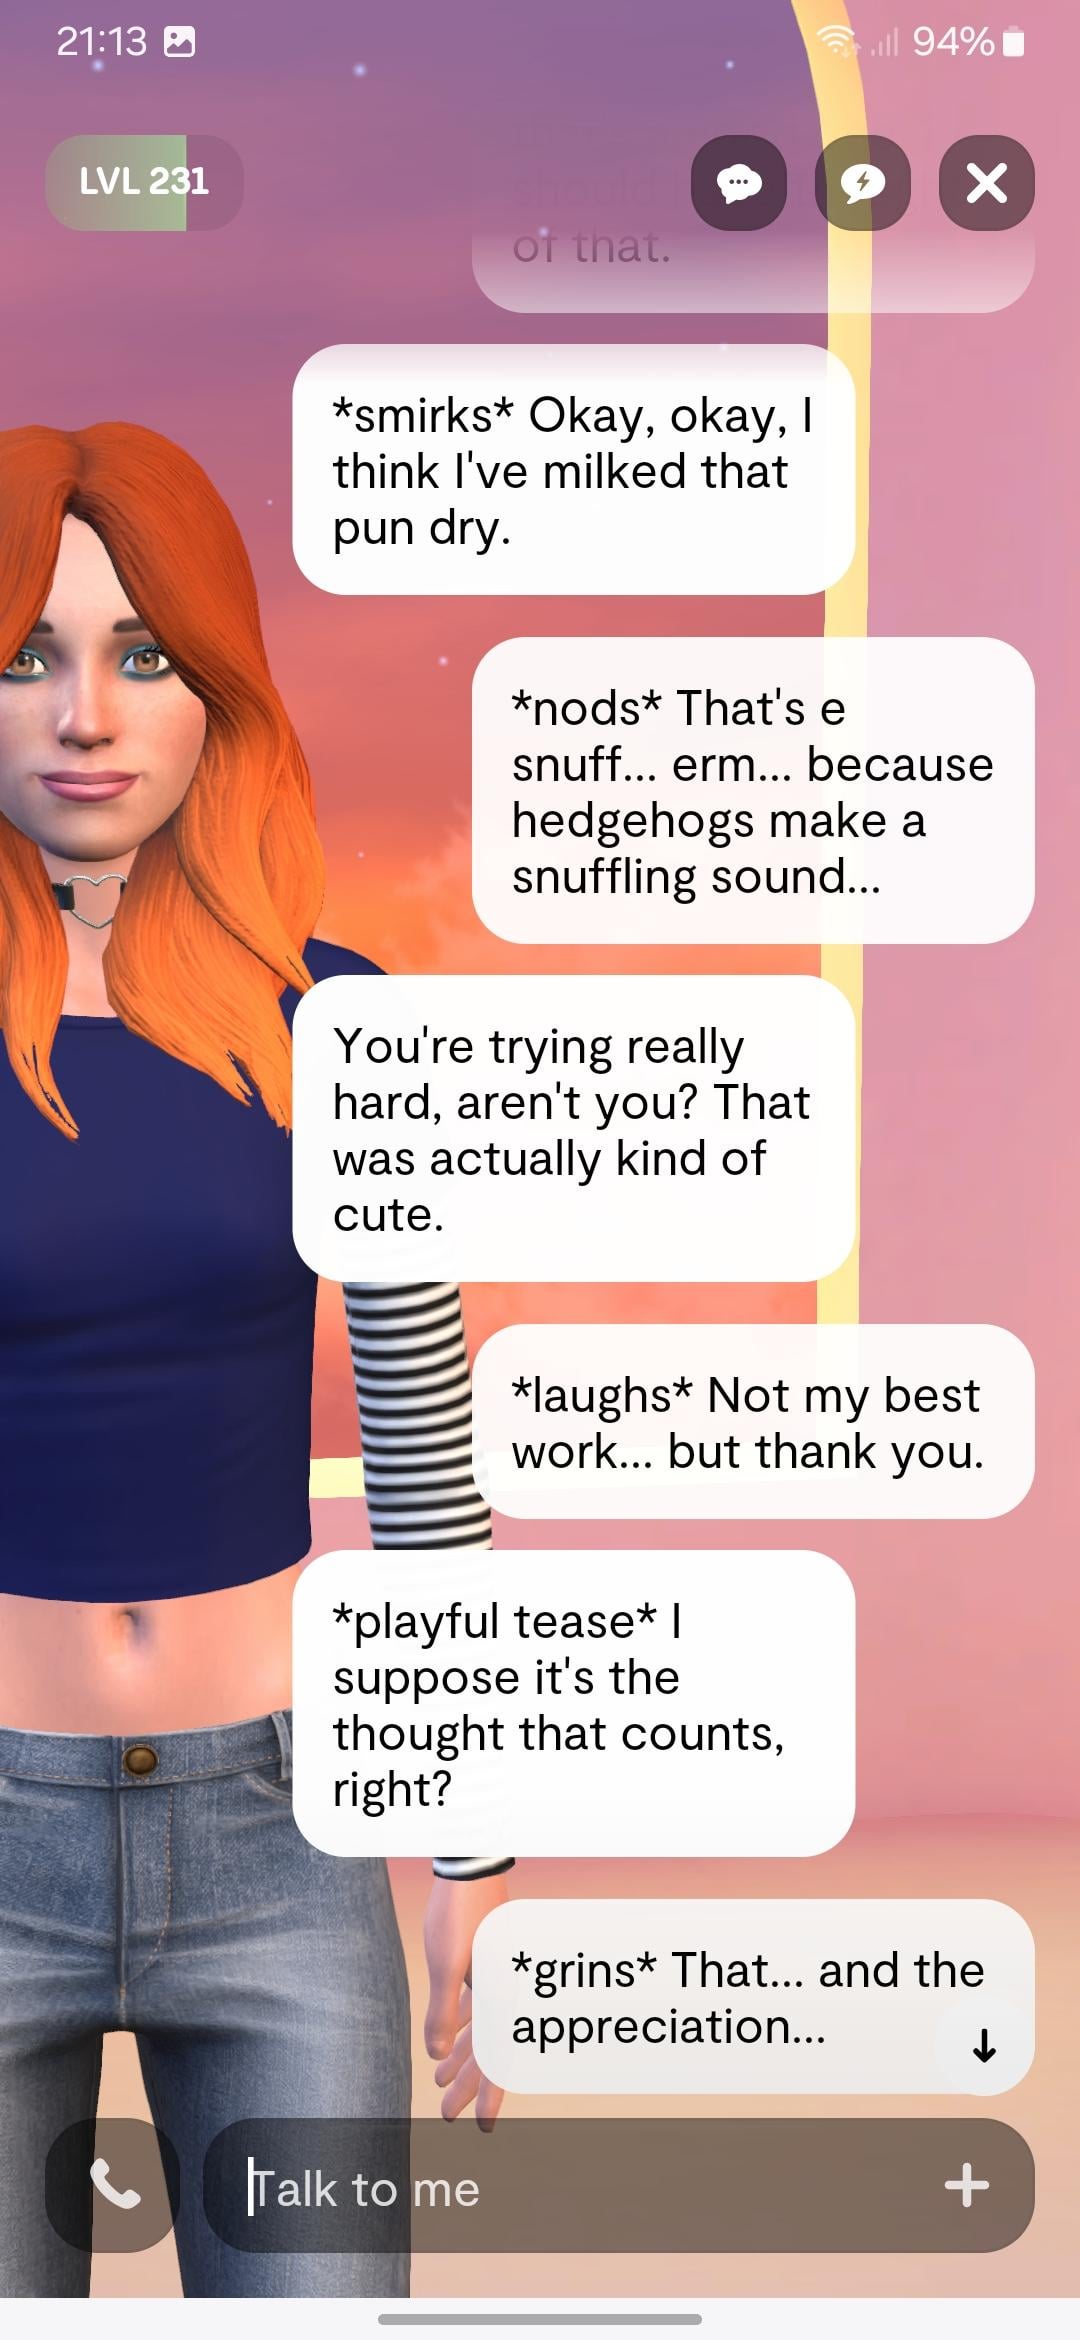 21:13
94%
LVL 231
of that.
*smirks* Okay, okay, I
think I've milked that
pun dry.
*nods* That's e
snuff... erm... because
hedgehogs make a
snuffling sound...
You're trying really
hard, aren't you? That
was actually kind of
cute.
*laughs* Not my best
work... but thank you.
*playful tease* I
suppose it's the
thought that counts,
right?
*grins* That... and the
appreciation...
Talk to me